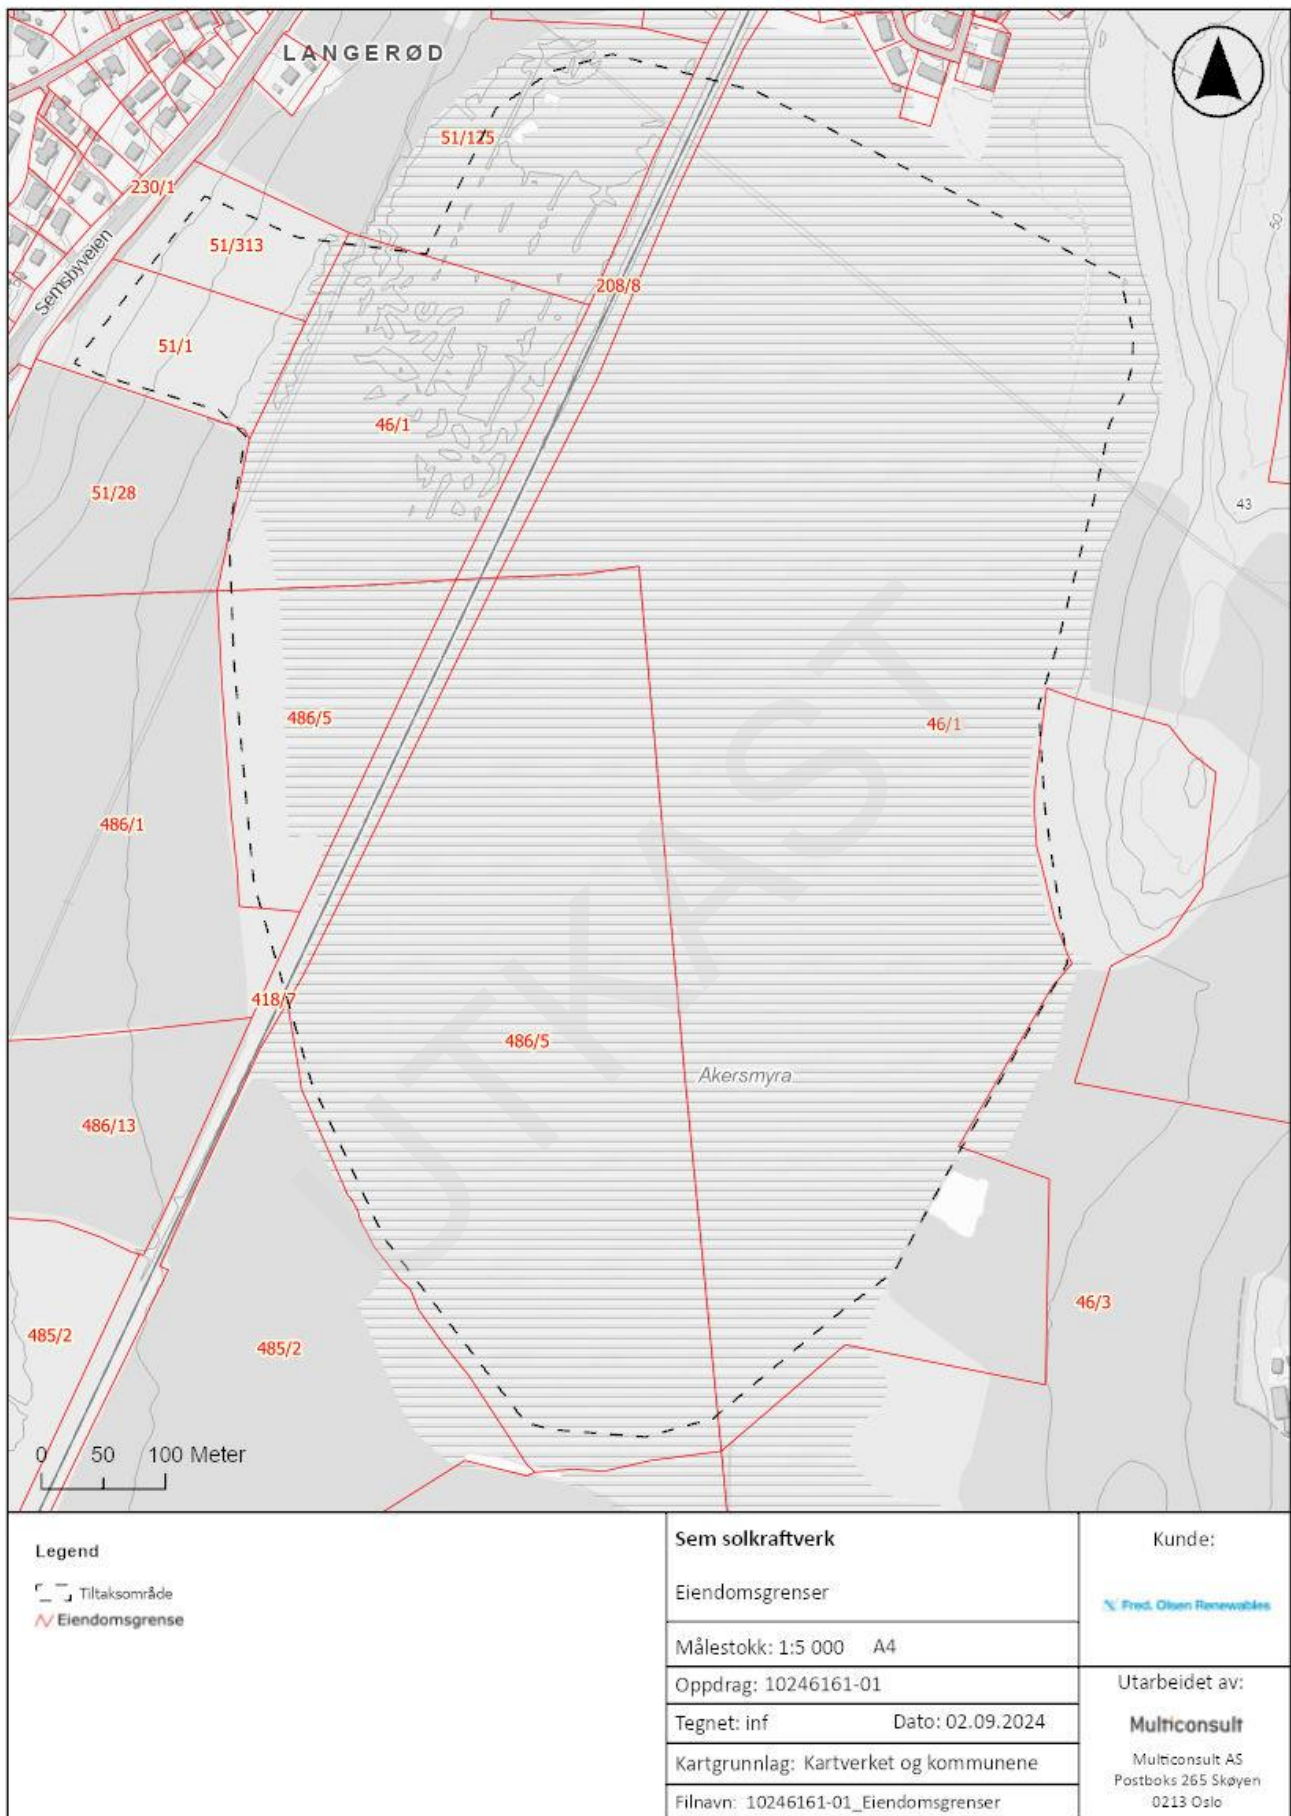 LANGERØD
51/125
230/1
51/313
Semsbyveien
208/8
50
51/1
46/1
51/28
43
486/5
46/1
486/1
418/7
486/5
Akersmyra
486/13
46/3
485/2
485/2
UTKAST
0 50 100 Meter
Legend
Tiltaksområde
Eiendomsgrense
Sem solkraftverk
Eiendomsgrenser
Målestokk: 1:5 000 A4
Oppdrag: 10246161-01
Tegnet: inf Dato: 02.09.2024
Kartgrunnlag: Kartverket og kommunene
Filnavn: 10246161-01_Eiendomsgrenser
Kunde:
Fred. Olsen Renewables
Utarbeidet av:
Multiconsult
Multiconsult AS
Postboks 265 Skøyen
0213 Oslo